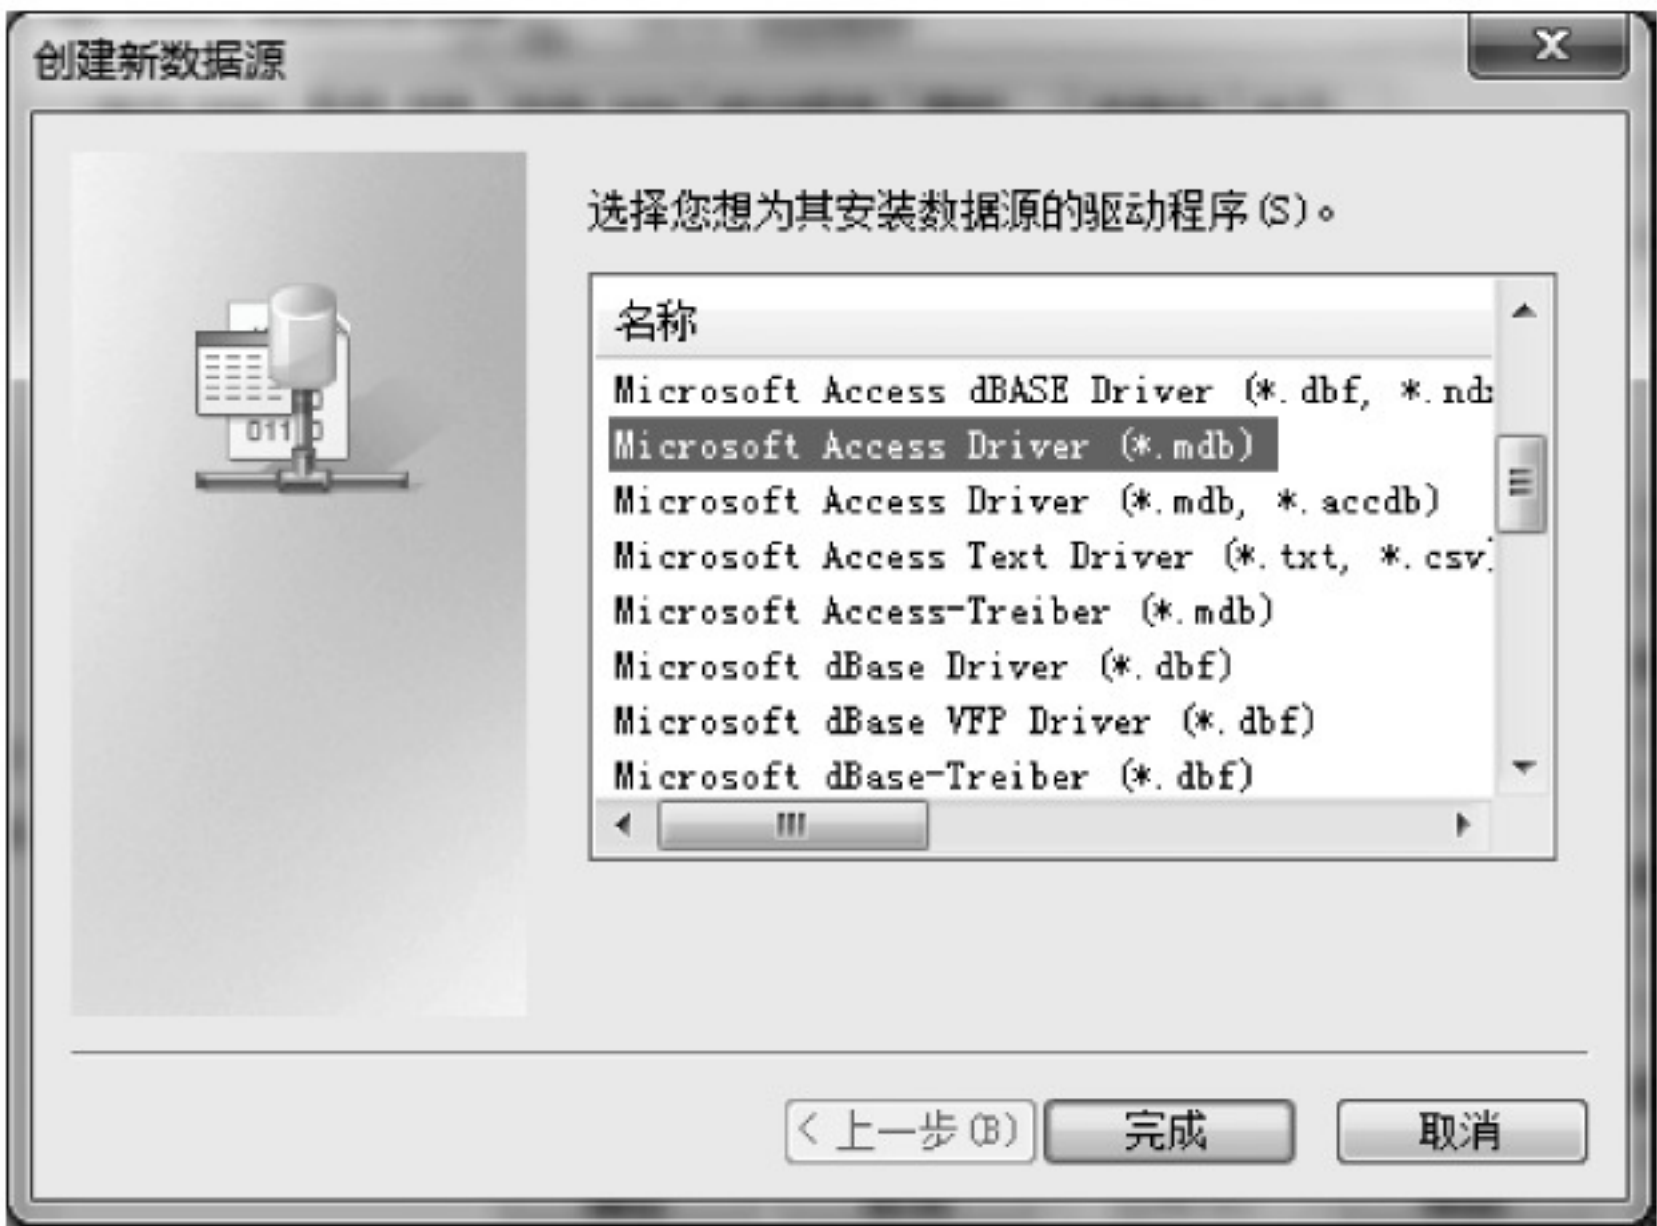 创建新数据源
选择您想为其安装数据源的驱动程序(S)。
名称
Microsoft Access dBASE Driver (*.dbf, *.ndx
Microsoft Access Driver (*.mdb)
Microsoft Access Driver (*.mdb, *.accdb)
Microsoft Access Text Driver (*.txt, *.csv)
Microsoft Access-Treiber (*.mdb)
Microsoft dBase Driver (*.dbf)
Microsoft dBase VFP Driver (*.dbf)
Microsoft dBase-Treiber (*.dbf)
< 上一步(B)
完成
取消